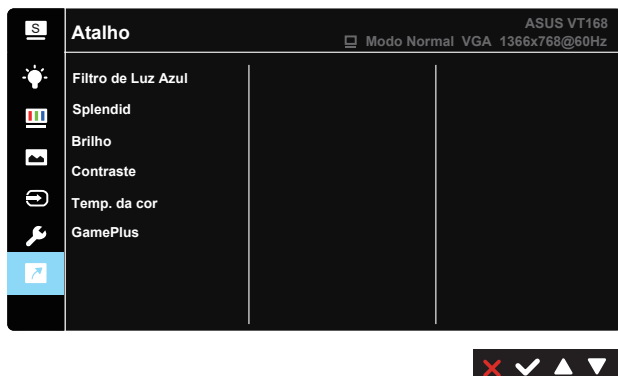 S
Atalho
ASUS VT168
Modo Normal VGA 1366x768@60Hz
Filtro de Luz Azul
Splendid
Brilho
Contraste
Temp. da cor
GamePlus